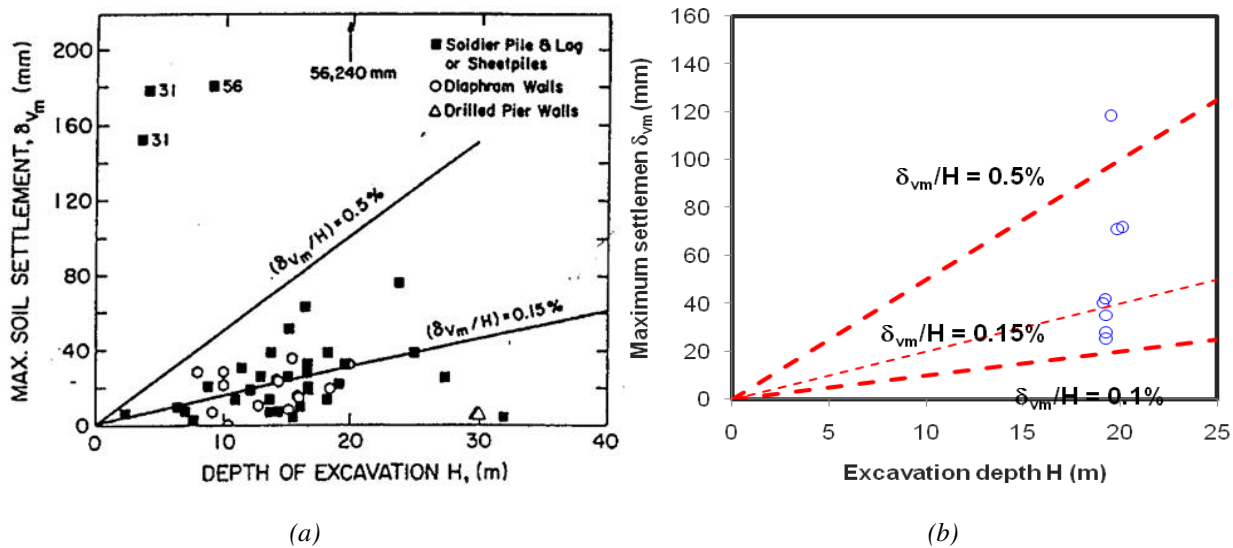 MAX. SOIL SETTLEMENT, δVm (mm)
200
160
120
80
40
0
10
20
30
40
DEPTH OF EXCAVATION H, (m)
31
56
31
56,240 mm
Soldier Pile & Lag
or Sheetpiles
Diaphram Walls
Drilled Pier Walls
(δVm/H)=0.5%
(δVm/H)=0.15%
(a)
Maximum settlemen δvm (mm)
160
140
120
100
80
60
40
20
0
0
5
10
15
20
25
Excavation depth H (m)
δvm/H = 0.5%
δvm/H = 0.15%
δvm/H = 0.1%
(b)